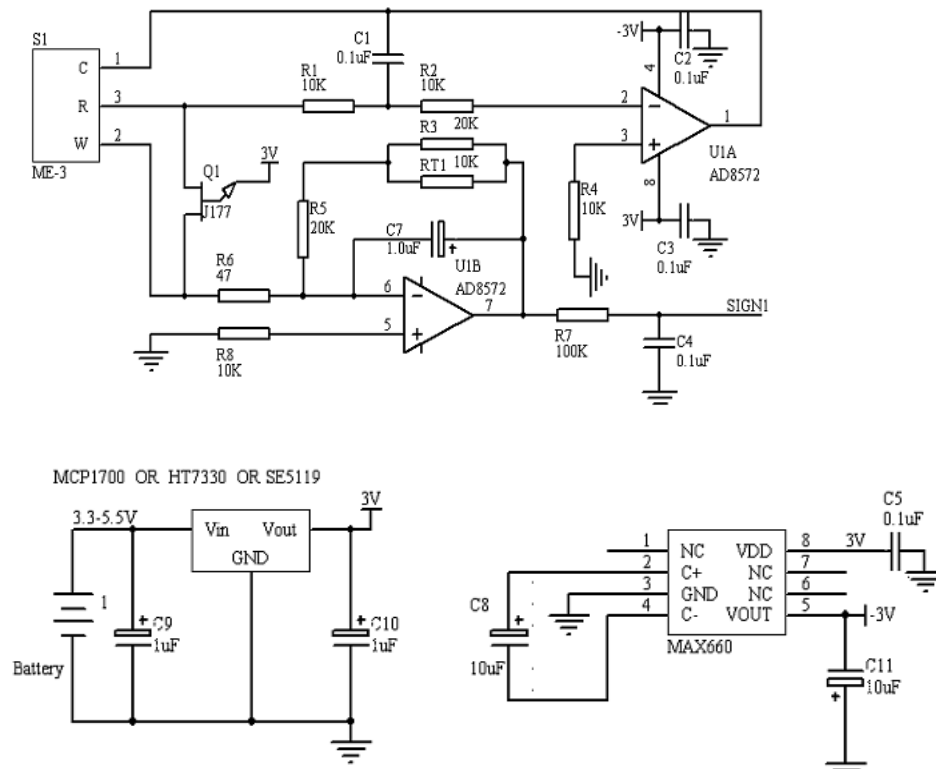 S1
C 1
R 3
W 2
ME-3
C1
0.1uF
R1
10K
R2
10K
20K
R3
10K
RT1
-3V
4
C2
0.1uF
2
3
1
U1A
AD8572
8
3V
C3
0.1uF
R4
10K
Q1
J177
3V
R5
20K
C7
1.0uF
+
U1B
AD8572
R6
47
6
5
7
R8
10K
R7
100K
SIGN1
C4
0.1uF
MCP1700 OR HT7330 OR SE5119
3.3-5.5V
Vin Vout
GND
3V
1
Battery
+ C9
1uF
+ C10
1uF
1 NC VDD 8 3V
2 C+ NC 7
3 GND NC 6
4 C- VOUT 5 -3V
MAX660
C5
0.1uF
C8 +
10uF
C11
10uF
+